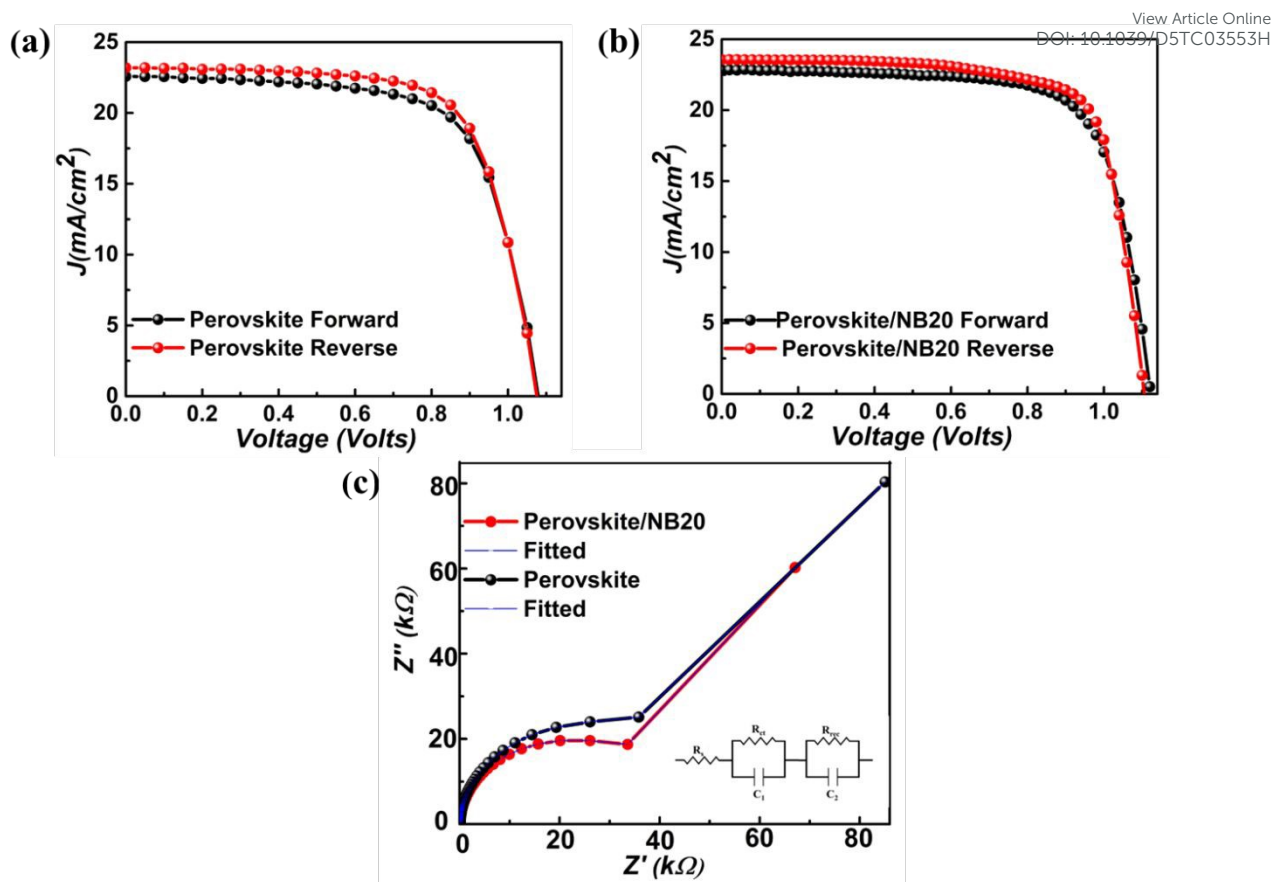 View Article Online
DOI: 10.1039/D5TC03553H
(a)
25
20
15
10
5
0
J(mA/cm²)
Perovskite Forward
Perovskite Reverse
0.0 0.2 0.4 0.6 0.8 1.0
Voltage (Volts)
(b)
25
20
15
10
5
0
J(mA/cm²)
Perovskite/NB20 Forward
Perovskite/NB20 Reverse
0.0 0.2 0.4 0.6 0.8 1.0
Voltage (Volts)
(c)
80
60
40
20
0
Z'' (kΩ)
Perovskite/NB20
Fitted
Perovskite
Fitted
Rs
Rct
C1
Rrec
C2
0 20 40 60 80
Z' (kΩ)